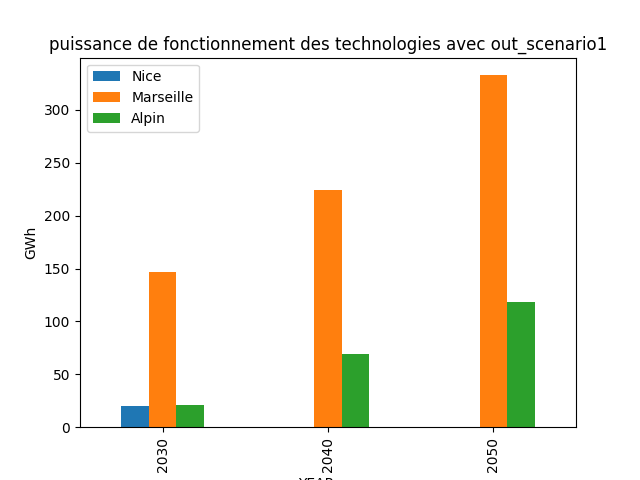 puissance de fonctionnement des technologies avec out_scenario1
Nice
Marseille
Alpin
300
250
200
150
100
50
0
GWh
2030
2040
2050
YEAR